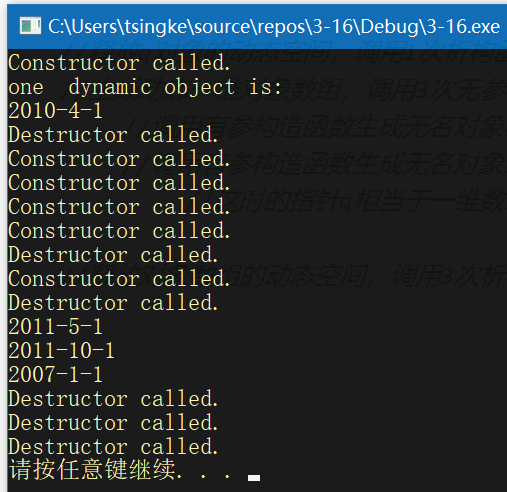 C:\Users\tsingke\source\repos\3-16\Debug\3-16.exe
Constructor called.
one  dynamic object is:
2010-4-1
Destructor called.
Constructor called.
Constructor called.
Constructor called.
Constructor called.
Destructor called.
Constructor called.
Destructor called.
2011-5-1
2011-10-1
2007-1-1
Destructor called.
Destructor called.
Destructor called.
请按任意键继续. . .